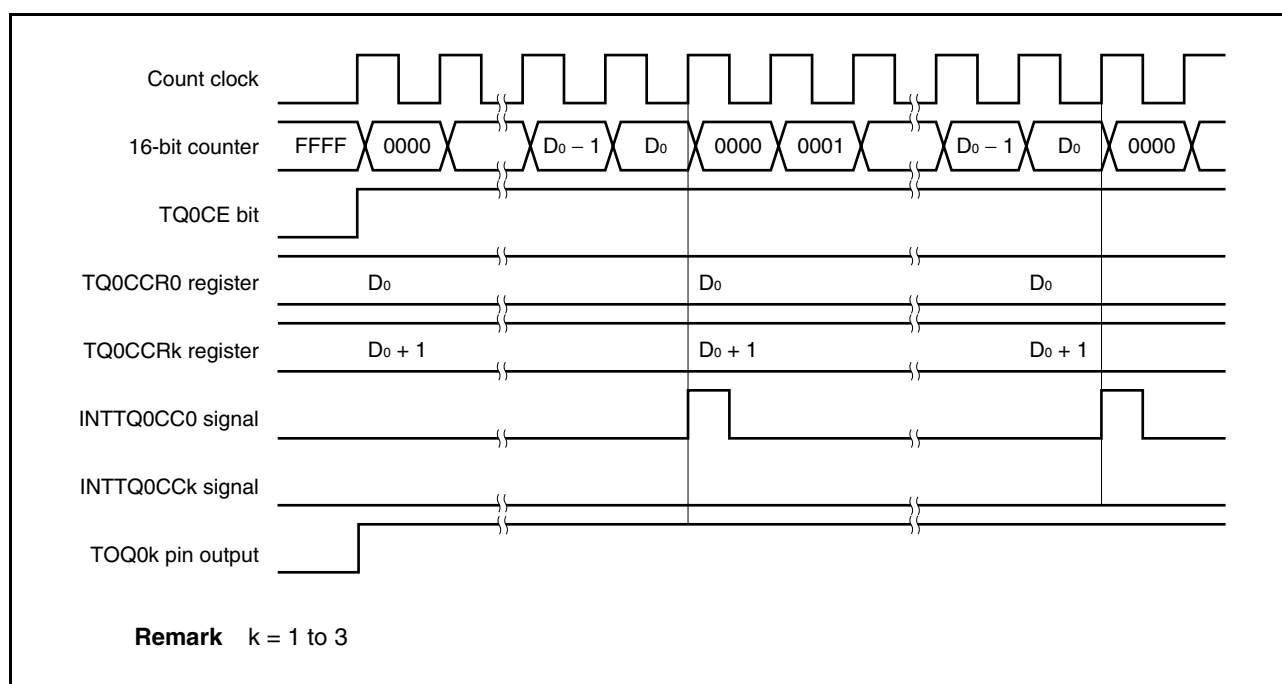 Count clock
16-bit counter FFFF 0000 D₀ − 1 D₀ 0000 0001 D₀ − 1 D₀ 0000
TQ0CE bit
TQ0CCR0 register D₀ D₀ D₀
TQ0CCRk register D₀ + 1 D₀ + 1 D₀ + 1
INTTQ0CC0 signal
INTTQ0CCk signal
TOQ0k pin output
Remark k = 1 to 3